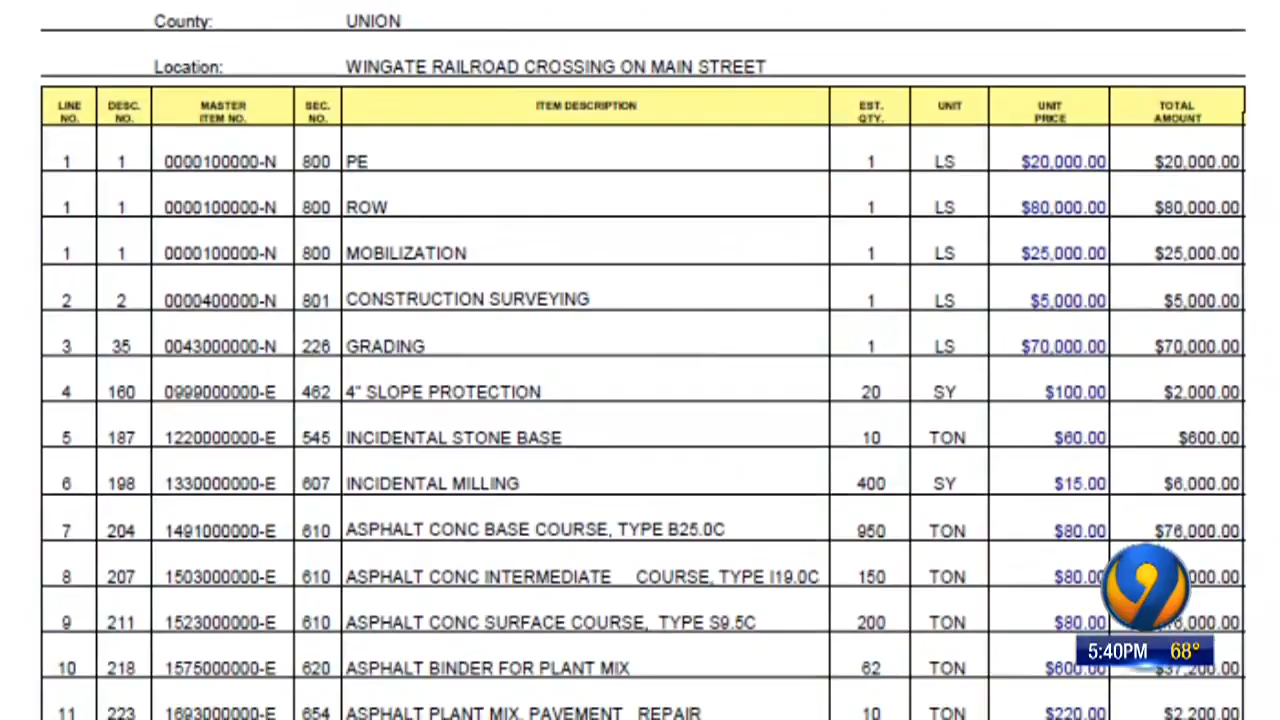 County: UNION
Location: WINGATE RAILROAD CROSSING ON MAIN STREET
LINE NO. DESC. NO. MASTER ITEM NO. SEC. NO. ITEM DESCRIPTION EST. QTY. UNIT UNIT PRICE TOTAL AMOUNT
1 1 0000100000-N 800 PE 1 LS $20,000.00 $20,000.00
1 1 0000100000-N 800 ROW 1 LS $80,000.00 $80,000.00
1 1 0000100000-N 800 MOBILIZATION 1 LS $25,000.00 $25,000.00
2 2 0000400000-N 801 CONSTRUCTION SURVEYING 1 LS $5,000.00 $5,000.00
3 35 0043000000-N 226 GRADING 1 LS $70,000.00 $70,000.00
4 160 0999000000-E 462 4" SLOPE PROTECTION 20 SY $100.00 $2,000.00
5 187 1220000000-E 545 INCIDENTAL STONE BASE 10 TON $60.00 $600.00
6 198 1330000000-E 607 INCIDENTAL MILLING 400 SY $15.00 $6,000.00
7 204 1491000000-E 610 ASPHALT CONC BASE COURSE, TYPE B25.0C 950 TON $80.00 $76,000.00
8 207 1503000000-E 610 ASPHALT CONC INTERMEDIATE COURSE, TYPE I19.0C 150 TON $80.00
9 211 1523000000-E 610 ASPHALT CONC SURFACE COURSE, TYPE S9.5C 200 TON $80.00
10 218 1575000000-E 620 ASPHALT BINDER FOR PLANT MIX 62 TON $600.00 $37,200.00
11 223 1693000000-E 654 ASPHALT PLANT MIX, PAVEMENT REPAIR 10 TON $220.00 $2,200.00
9
5:40PM 68°